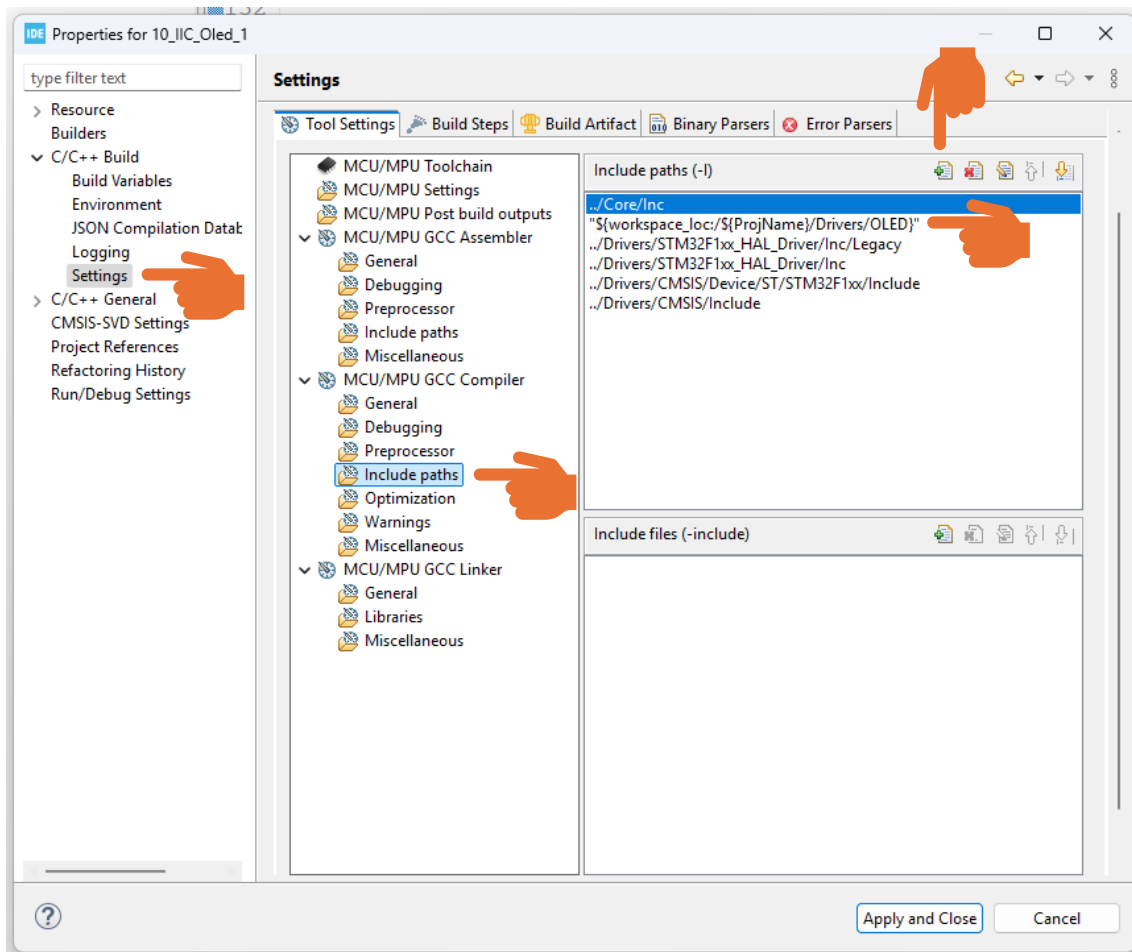 132
IDE Properties for 10_IIC_Oled_1
type filter text
Resource
Builders
C/C++ Build
Build Variables
Environment
JSON Compilation Datab
Logging
Settings
C/C++ General
CMSIS-SVD Settings
Project References
Refactoring History
Run/Debug Settings
Settings
Tool Settings Build Steps Build Artifact Binary Parsers Error Parsers
MCU/MPU Toolchain
MCU/MPU Settings
MCU/MPU Post build outputs
MCU/MPU GCC Assembler
General
Debugging
Preprocessor
Include paths
Miscellaneous
MCU/MPU GCC Compiler
General
Debugging
Preprocessor
Include paths
Optimization
Warnings
Miscellaneous
MCU/MPU GCC Linker
General
Libraries
Miscellaneous
Include paths (-I)
../Core/Inc
"${workspace_loc:/${ProjName}/Drivers/OLED}"
../Drivers/STM32F1xx_HAL_Driver/Inc/Legacy
../Drivers/STM32F1xx_HAL_Driver/Inc
../Drivers/CMSIS/Device/ST/STM32F1xx/Include
../Drivers/CMSIS/Include
Include files (-include)
? Apply and Close Cancel